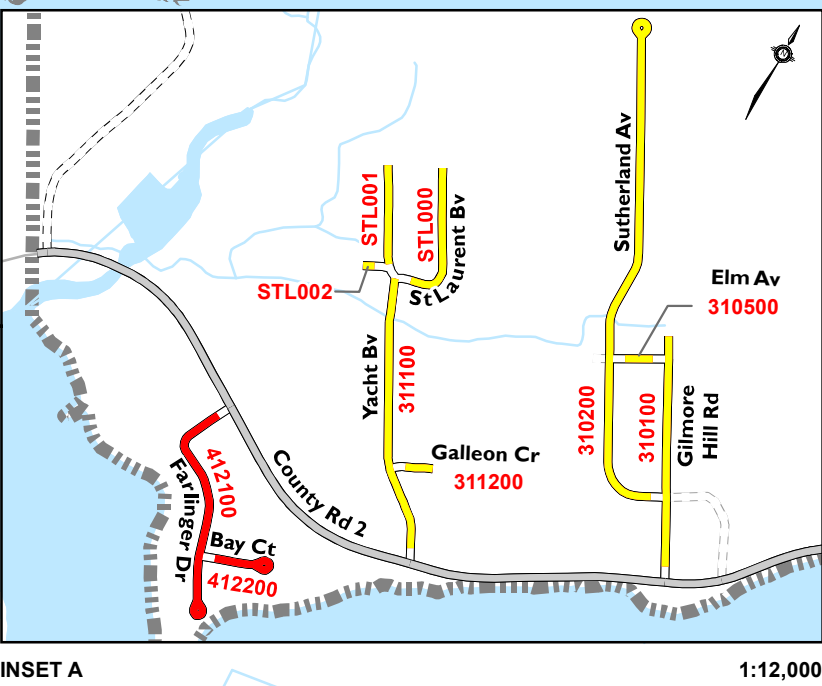 N
Sutherland Av
STL001
STL000
St Laurent Bv
STL002
Elm Av
310500
Yacht Bv
311100
310200
310100
Gilmore
Hill Rd
Galleon Cr
311200
County Rd 2
412100
Farlinger Dr
Bay Ct
412200
INSET A
1:12,000